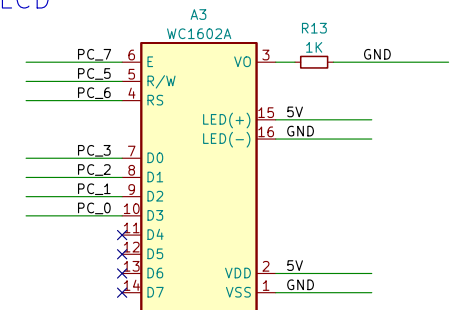 LCD
A3
WC1602A
R13
1K
PC_7 6 E VO 3 GND
PC_5 5 R/W
PC_6 4 RS
LED(+) 15 5V
LED(-) 16 GND
PC_3 7 D0
PC_2 8 D1
PC_1 9 D2
PC_0 10 D3
11 D4
12 D5
13 D6 VDD 2 5V
14 D7 VSS 1 GND